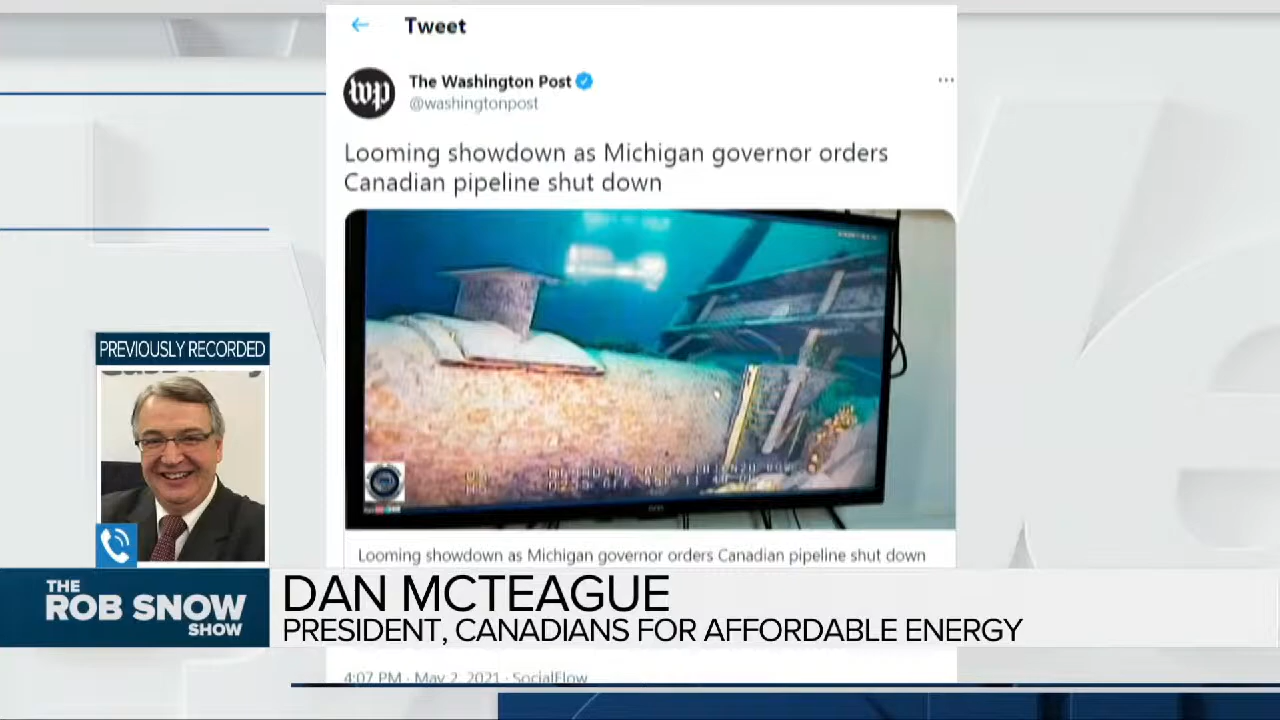 Tweet
wp
The Washington Post
@washingtonpost
Looming showdown as Michigan governor orders
Canadian pipeline shut down
Looming showdown as Michigan governor orders Canadian pipeline shut down
PREVIOUSLY RECORDED
THE
ROB SNOW
SHOW
DAN MCTEAGUE
PRESIDENT, CANADIANS FOR AFFORDABLE ENERGY
4:07 PM · May 2, 2021 · SocialFlow